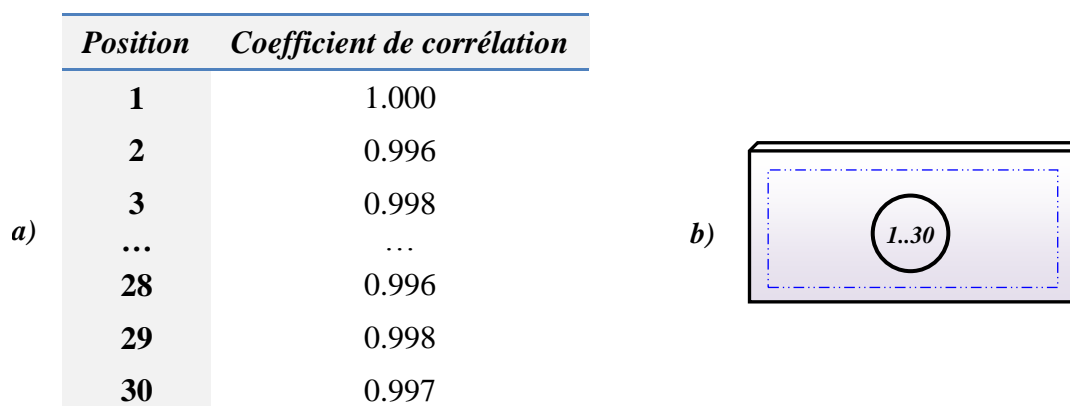 Position Coefficient de corrélation
1 1.000
2 0.996
3 0.998
a)
... ...
28 0.996
29 0.998
30 0.997
b)
1..30